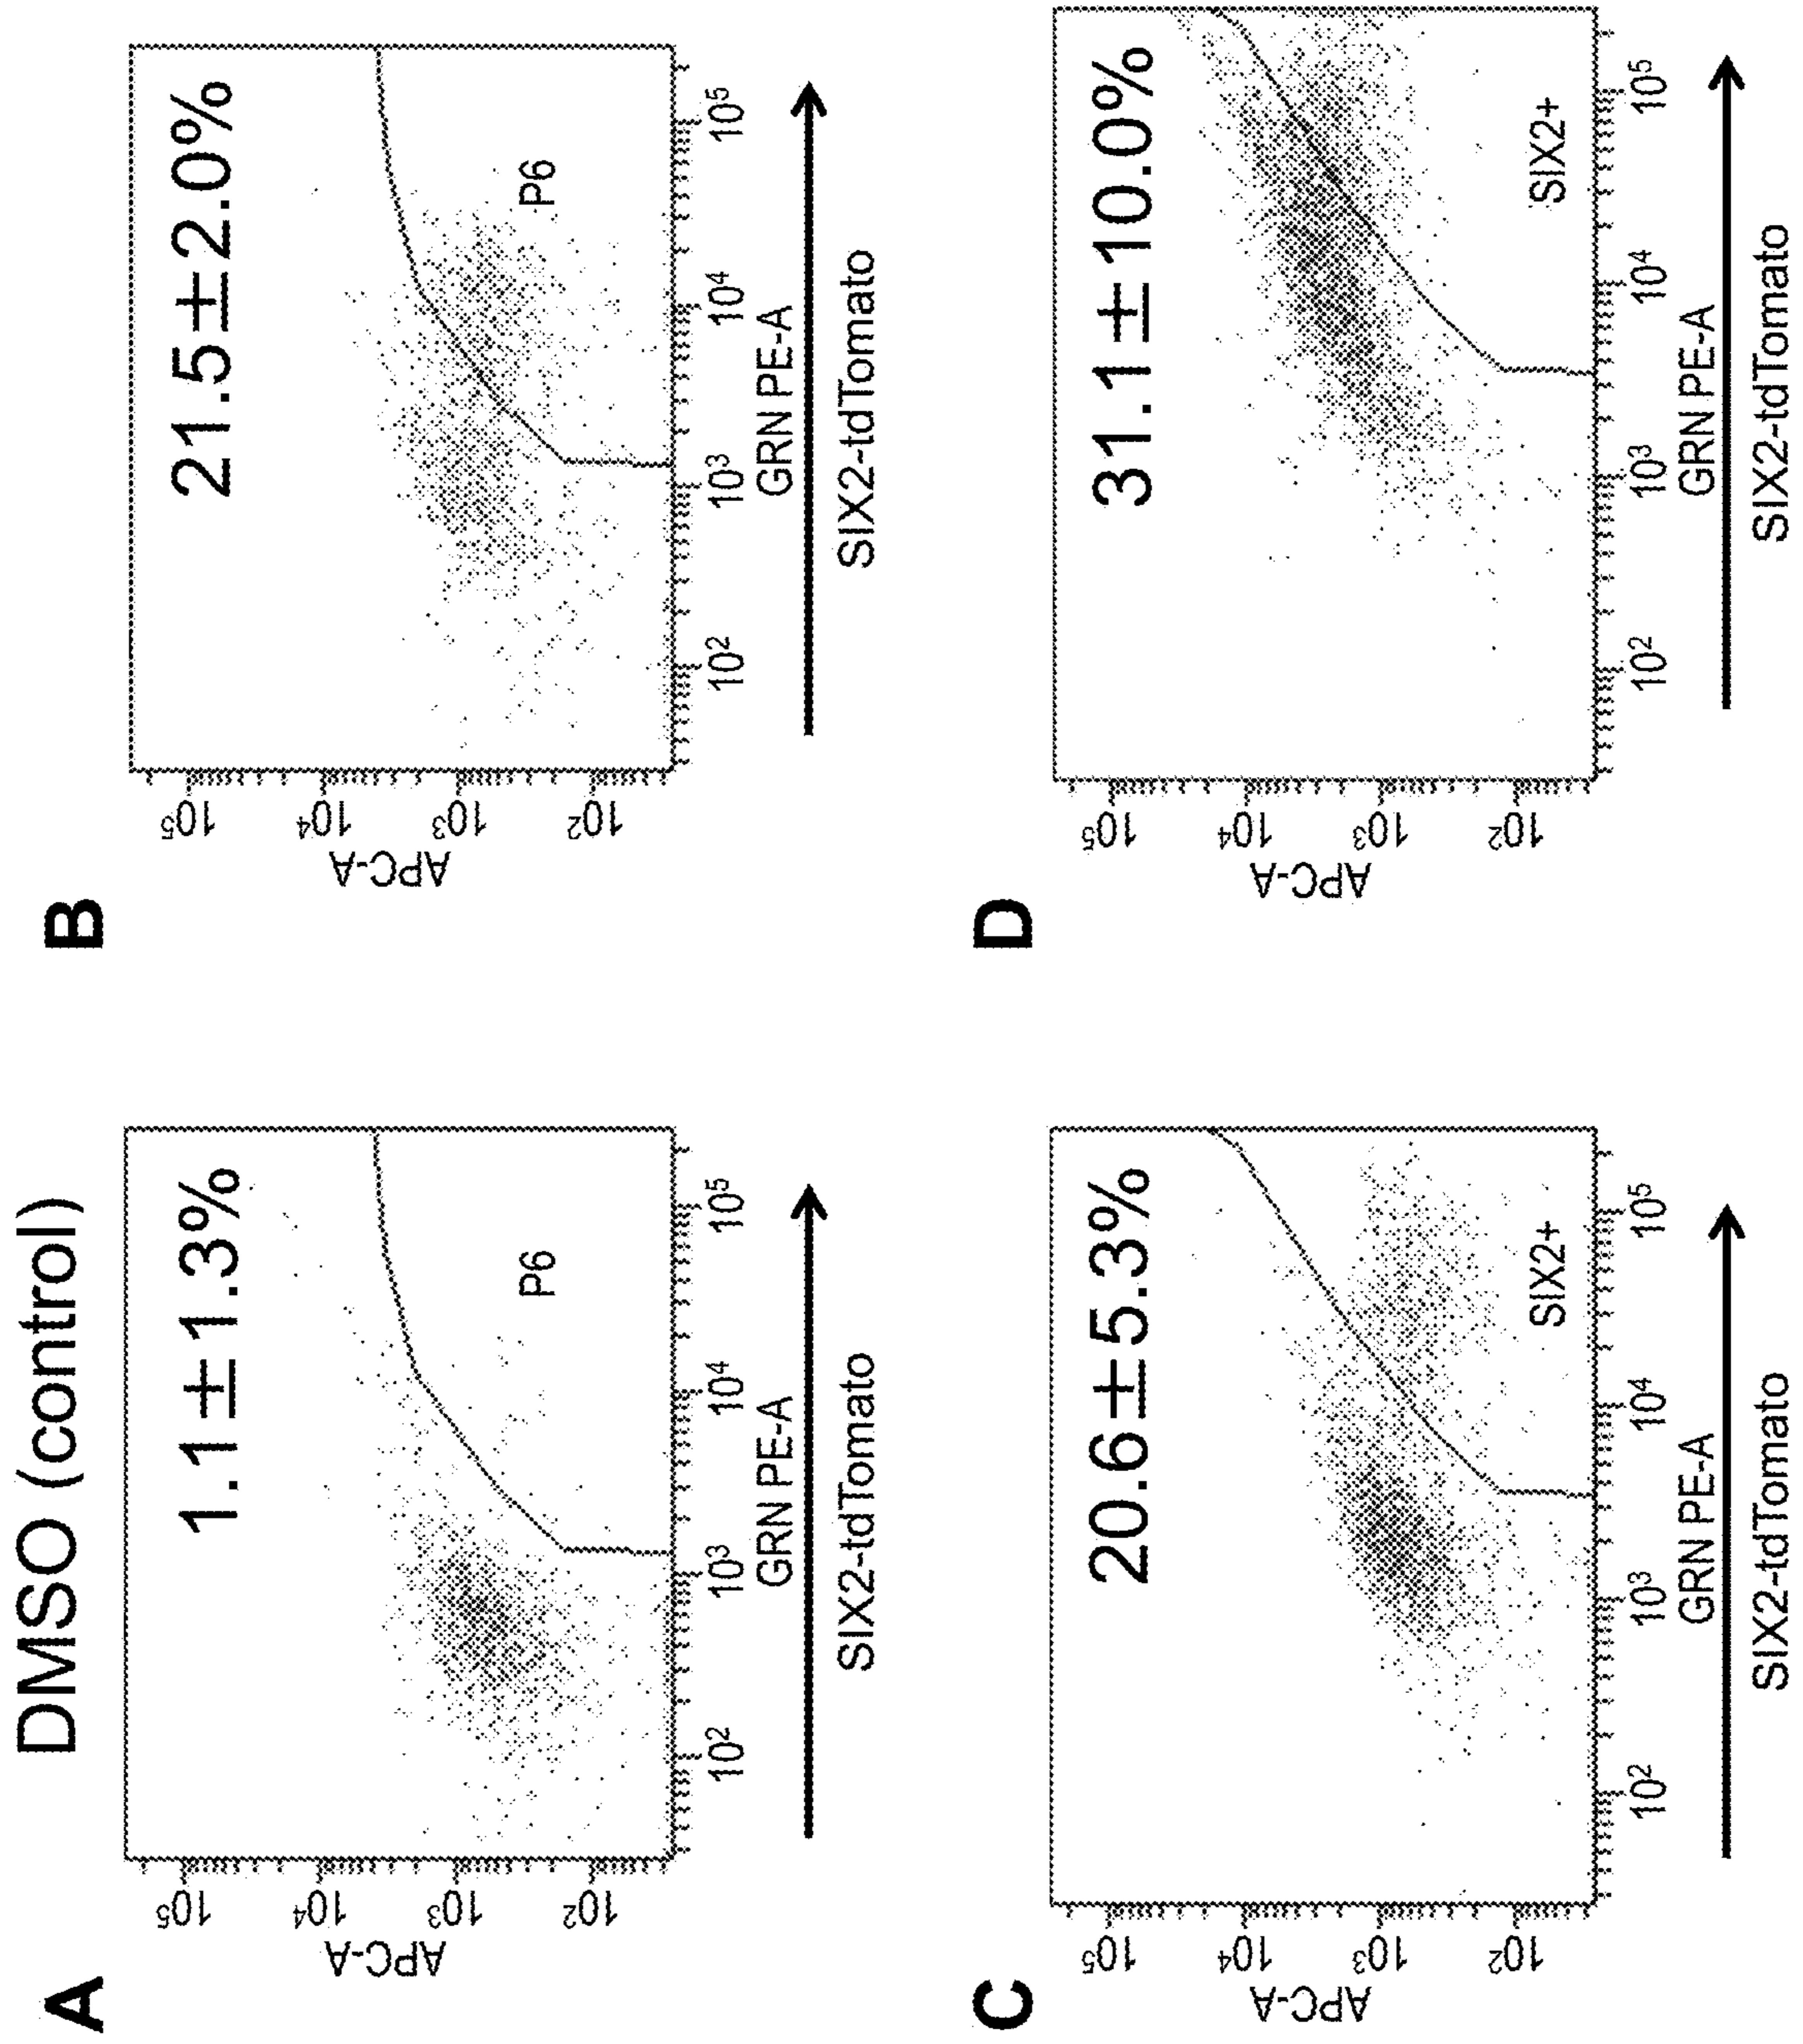 DMSO (control)
A
1.1±1.3%
P6
APC-A
10⁵
10⁴
10³
10²
10² 10³ 10⁴ 10⁵
GRN PE-A
SIX2-tdTomato
B
21.5±2.0%
P6
APC-A
10⁵
10⁴
10³
10²
10² 10³ 10⁴ 10⁵
GRN PE-A
SIX2-tdTomato
C
20.6±5.3%
SIX2+
APC-A
10⁵
10⁴
10³
10²
10² 10³ 10⁴ 10⁵
GRN PE-A
SIX2-tdTomato
D
31.1±10.0%
SIX2+
APC-A
10⁵
10⁴
10³
10²
10² 10³ 10⁴ 10⁵
GRN PE-A
SIX2-tdTomato